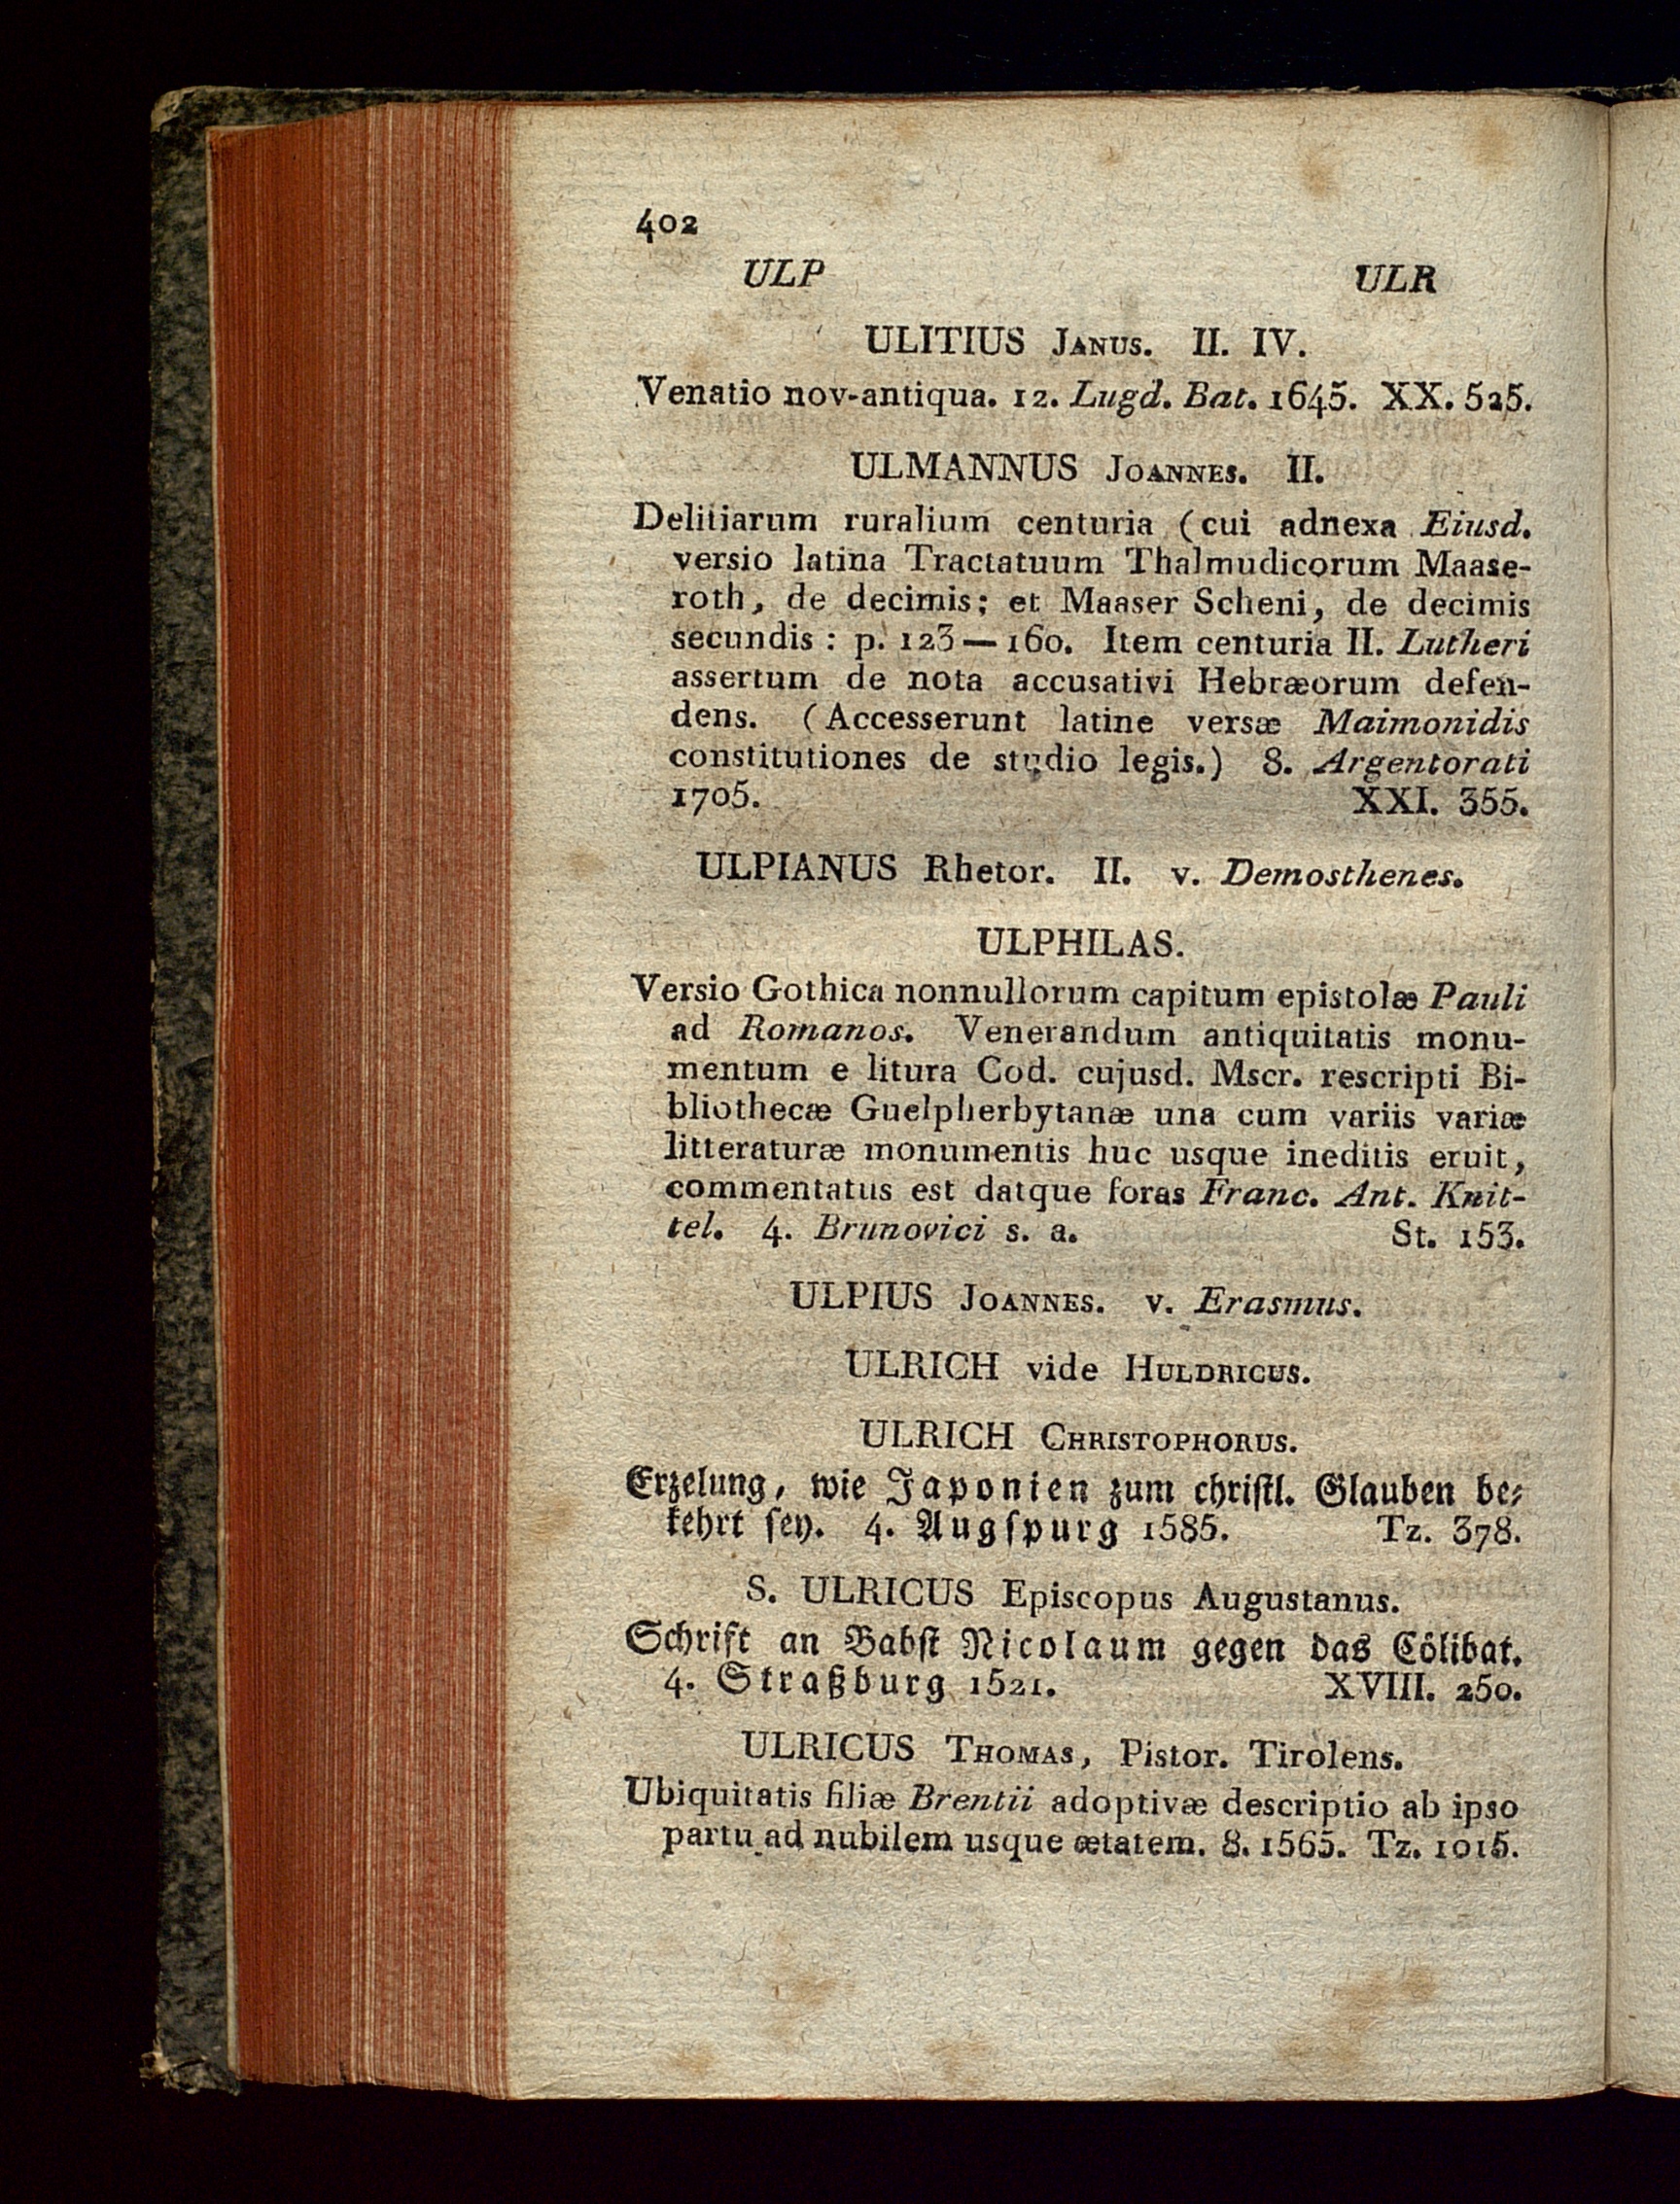 402
ULP ULR
ULITIUS Janus. II. IV.
Venatio nov-antiqua. 12. Lugd. Bat. 1645. XX. 525.
ULMANNUS Joannes. II.
Delitiarum ruralium centuria (cui adnexa Eiusd.
versio latina Tractatuum Thalmudicorum Maase-
roth, de decimis; et Maaser Scheni, de decimis
secundis: p. 123—160. Item centuria II. Lutheri
assertum de nota accusativi Hebræorum defen-
dens. (Accesserunt latine versæ Maimonidis
constitutiones de studio legis.) 8. Argentorati
1705. XXI. 355.
ULPIANUS Rhetor. II. v. Demosthenes.
ULPHILAS.
Versio Gothica nonnullorum capitum epistolæ Pauli
ad Romanos. Venerandum antiquitatis monu-
mentum e litura Cod. cujusd. Mscr. rescripti Bi-
bliothecæ Guelpherbytanæ una cum variis variæ
litteraturæ monumentis huc usque ineditis eruit,
commentatus est datque foras Franc. Ant. Knit-
tel. 4. Brunovici s. a. St. 153.
ULPIUS Joannes. v. Erasmus.
ULRICH vide Huldricus.
ULRICH Christophorus.
Erzelung, wie Japonien zum christl. Glauben be-
kehrt sey. 4. Augspurg 1585. Tz. 378.
S. ULRICUS Episcopus Augustanus.
Schrift an Babst Nicolaum gegen das Cölibat.
4. Straßburg 1521. XVIII. 250.
ULRICUS Thomas, Pistor. Tirolens.
Ubiquitatis filiæ Brentii adoptivæ descriptio ab ipso
partu ad nubilem usque ætatem. 8. 1565. Tz. 1015.